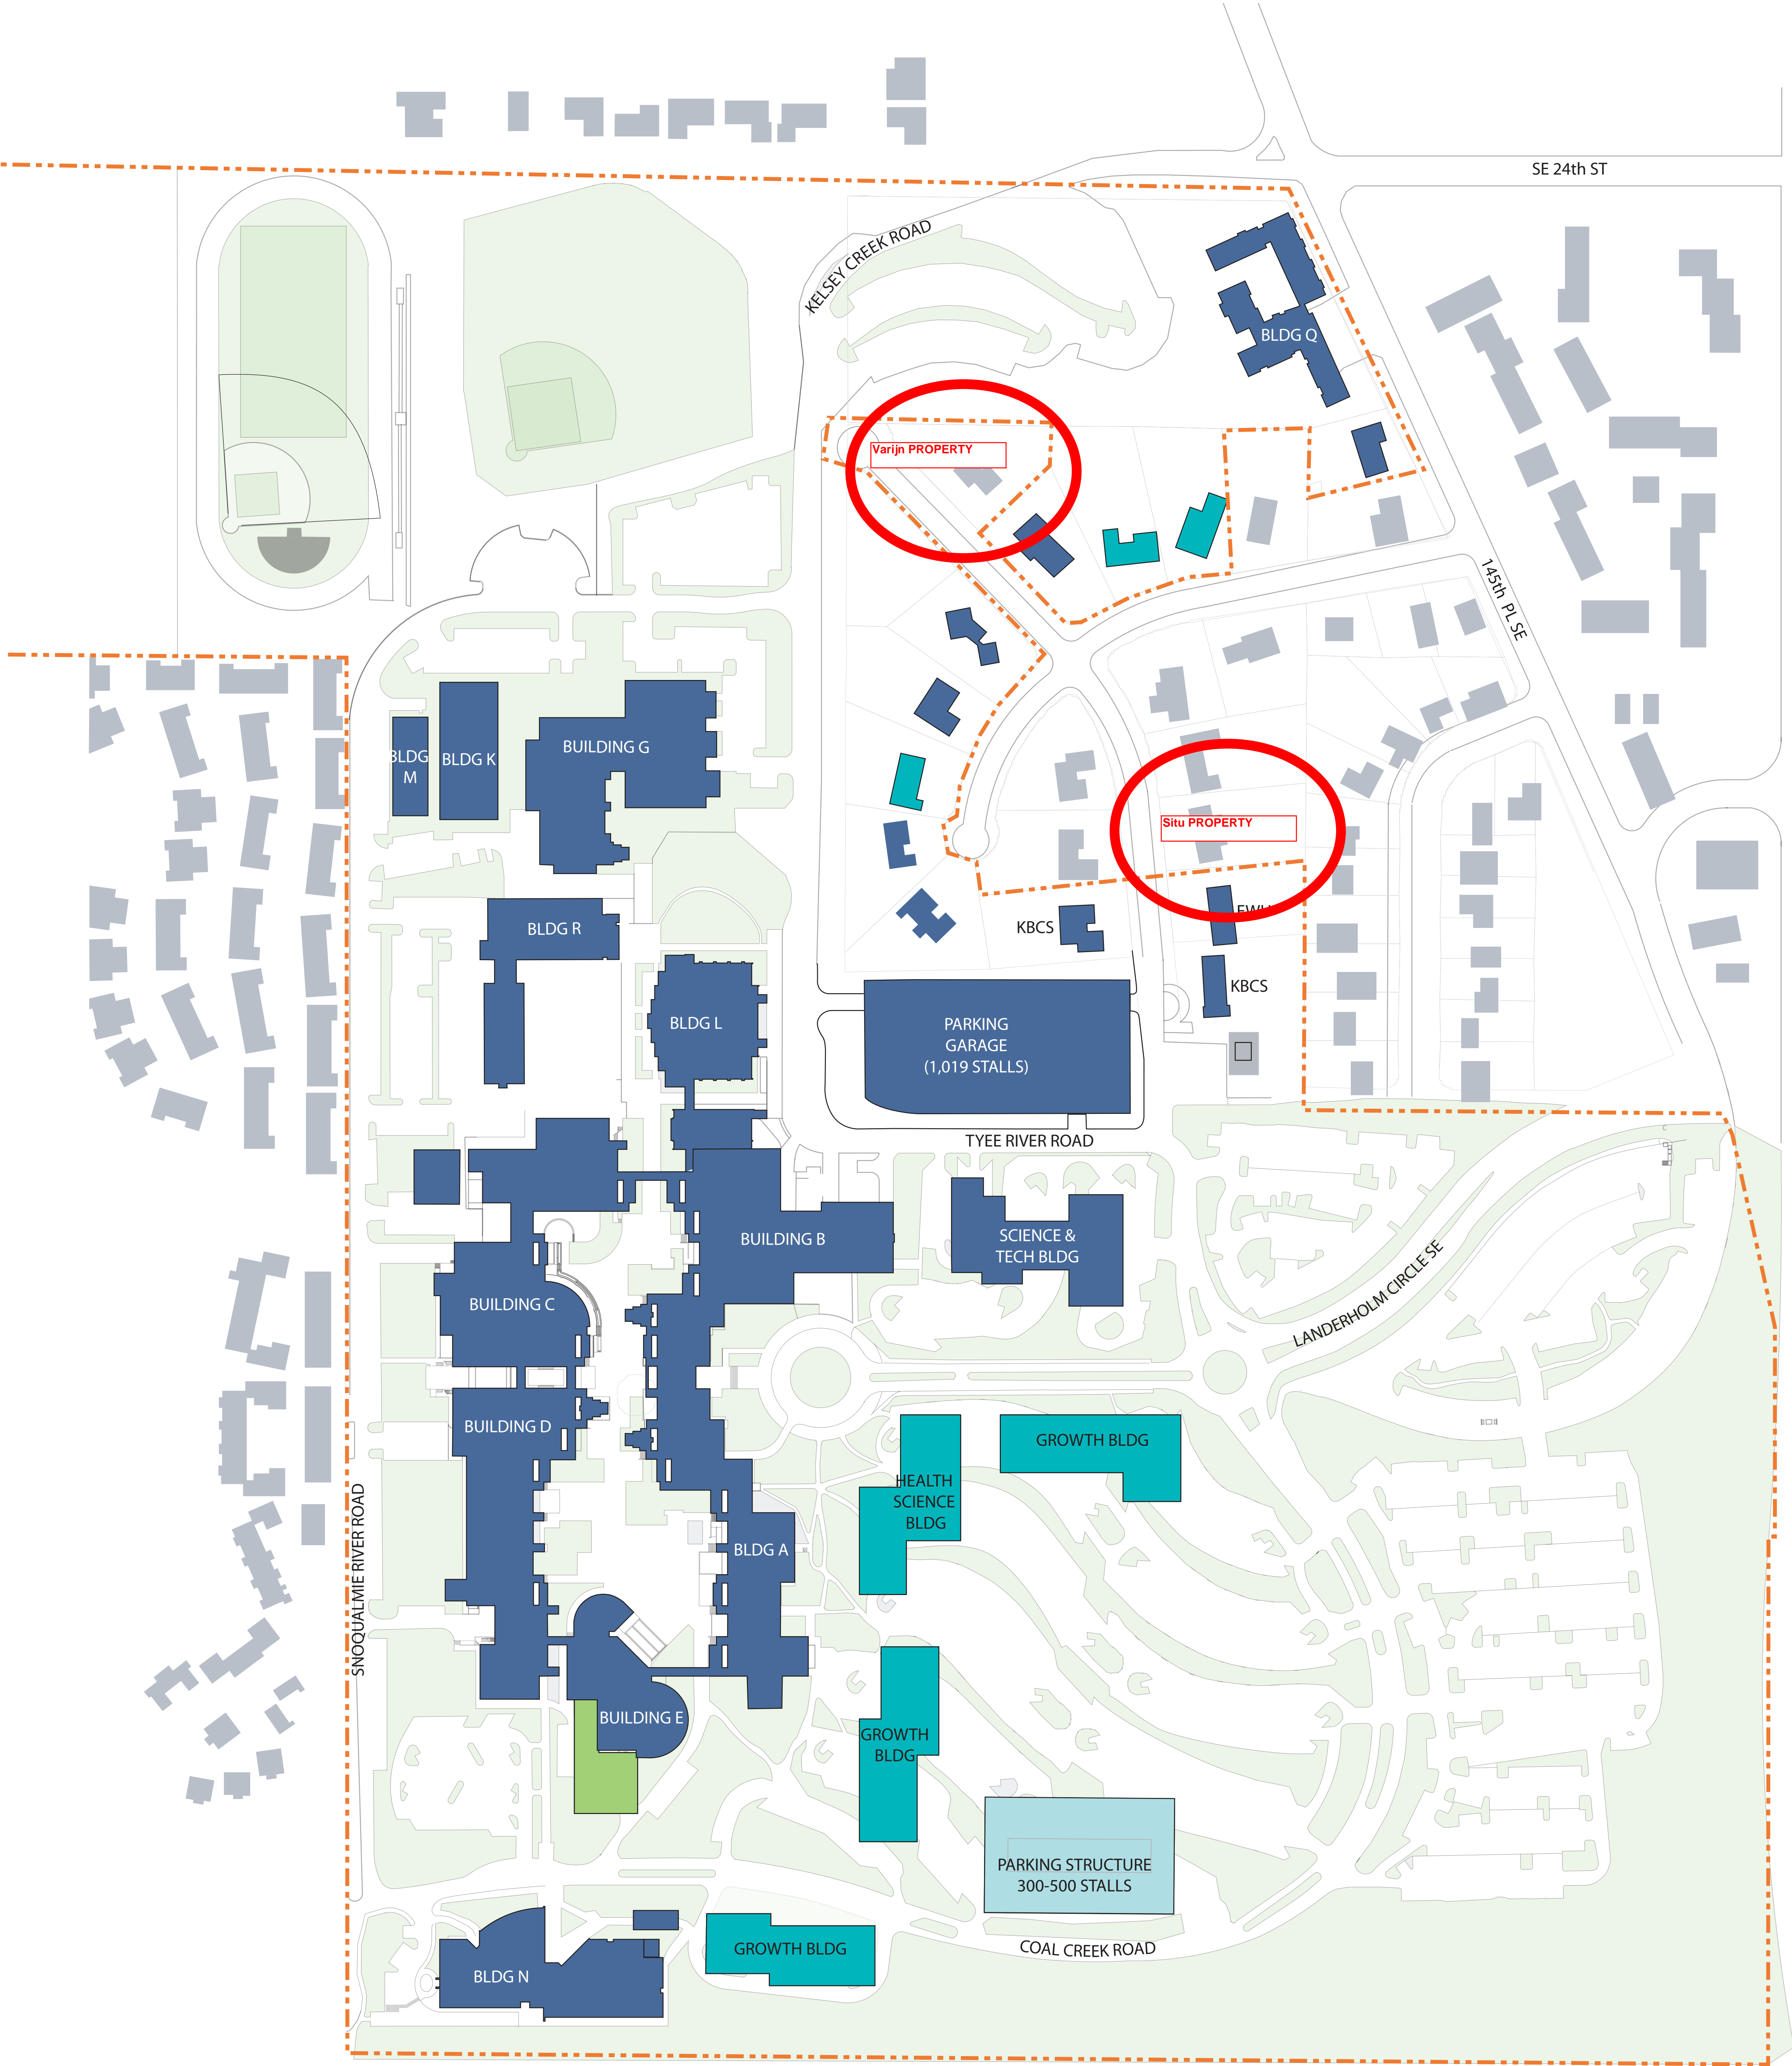 SE 24th ST
KELSEY CREEK ROAD
BLDG Q
Varijn PROPERTY
145th PL SE
BLDG
M
BLDG K
BUILDING G
Situ PROPERTY
BLDG R
KBCS
KBCS
BLDG L
PARKING
GARAGE
(1,019 STALLS)
TYEE RIVER ROAD
BUILDING B
SCIENCE &
TECH BLDG
BUILDING C
LANDERHOLM CIRCLE SE
BUILDING D
GROWTH BLDG
HEALTH
SCIENCE
BLDG
SNOQUALMIE RIVER ROAD
BLDG A
BUILDING E
GROWTH
BLDG
PARKING STRUCTURE
300-500 STALLS
GROWTH BLDG
COAL CREEK ROAD
BLDG N